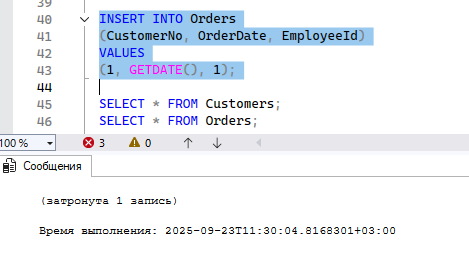 39
40 INSERT INTO Orders
41 (CustomerNo, OrderDate, EmployeeId)
42 VALUES
43 (1, GETDATE(), 1);
44
45 SELECT * FROM Customers;
46 SELECT * FROM Orders;
100 % 3 0
Сообщения
(затронута 1 запись)
Время выполнения: 2025-09-23T11:30:04.8168301+03:00